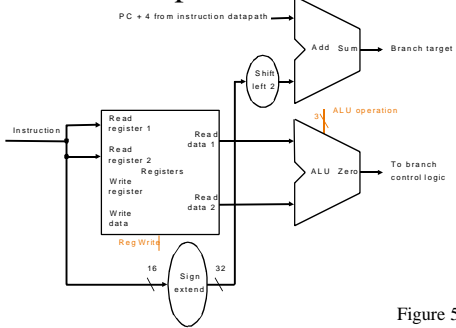 PC + 4 from instruction datapath
Add Sum
Branch target
Shift
left 2
3
ALU operation
Read
register 1
Instruction
Read
data 1
Read
register 2
Registers
ALU Zero
To branch
control logic
Write
register
Read
data 2
Write
data
RegWrite
16
32
Sign
extend
Figure 5